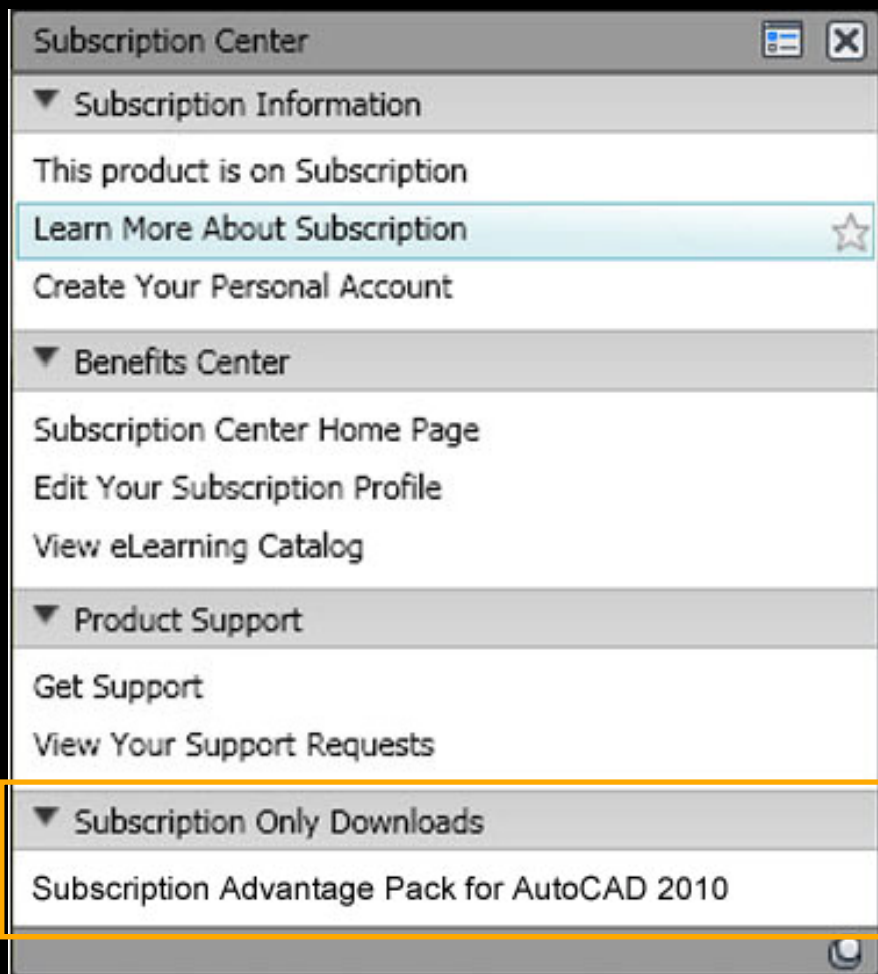 Subscription Center
Subscription Information
This product is on Subscription
Learn More About Subscription
Create Your Personal Account
Benefits Center
Subscription Center Home Page
Edit Your Subscription Profile
View eLearning Catalog
Product Support
Get Support
View Your Support Requests
Subscription Only Downloads
Subscription Advantage Pack for AutoCAD 2010